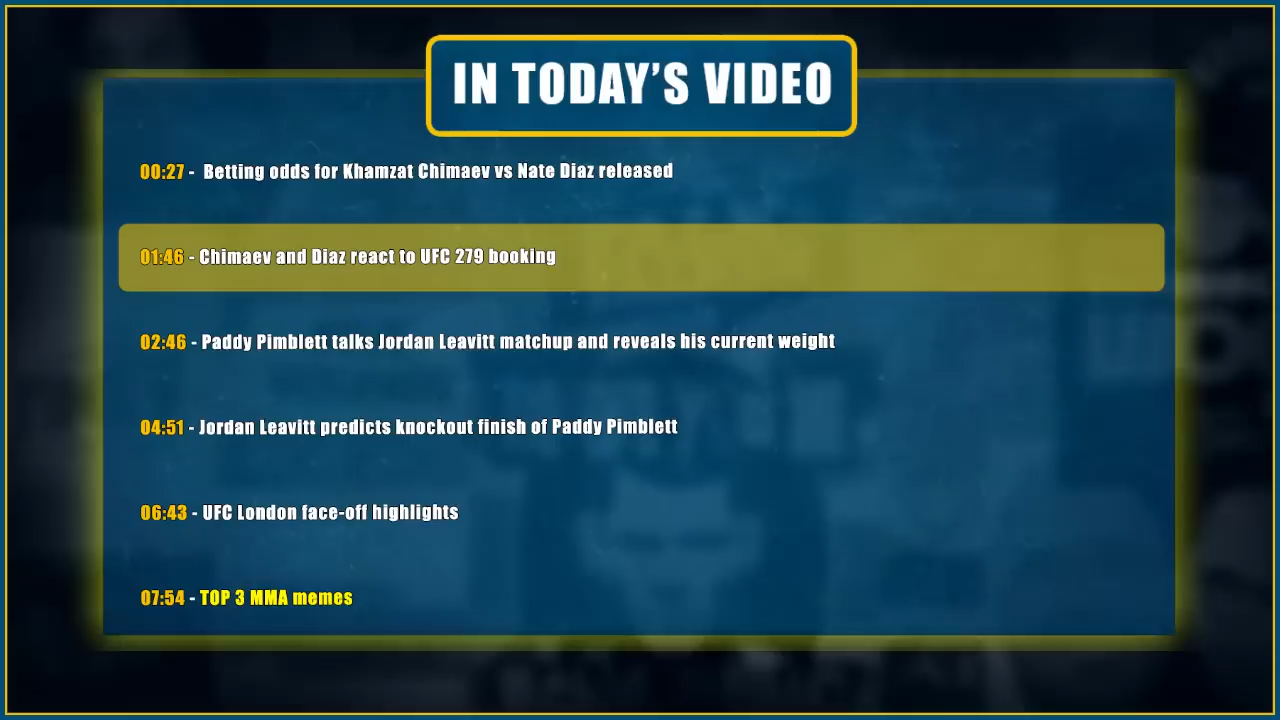 IN TODAY'S VIDEO
00:27 - Betting odds for Khamzat Chimaev vs Nate Diaz released
01:46 - Chimaev and Diaz react to UFC 279 booking
02:46 - Paddy Pimblett talks Jordan Leavitt matchup and reveals his current weight
04:51 - Jordan Leavitt predicts knockout finish of Paddy Pimblett
06:43 - UFC London face-off highlights
07:54 - TOP 3 MMA memes